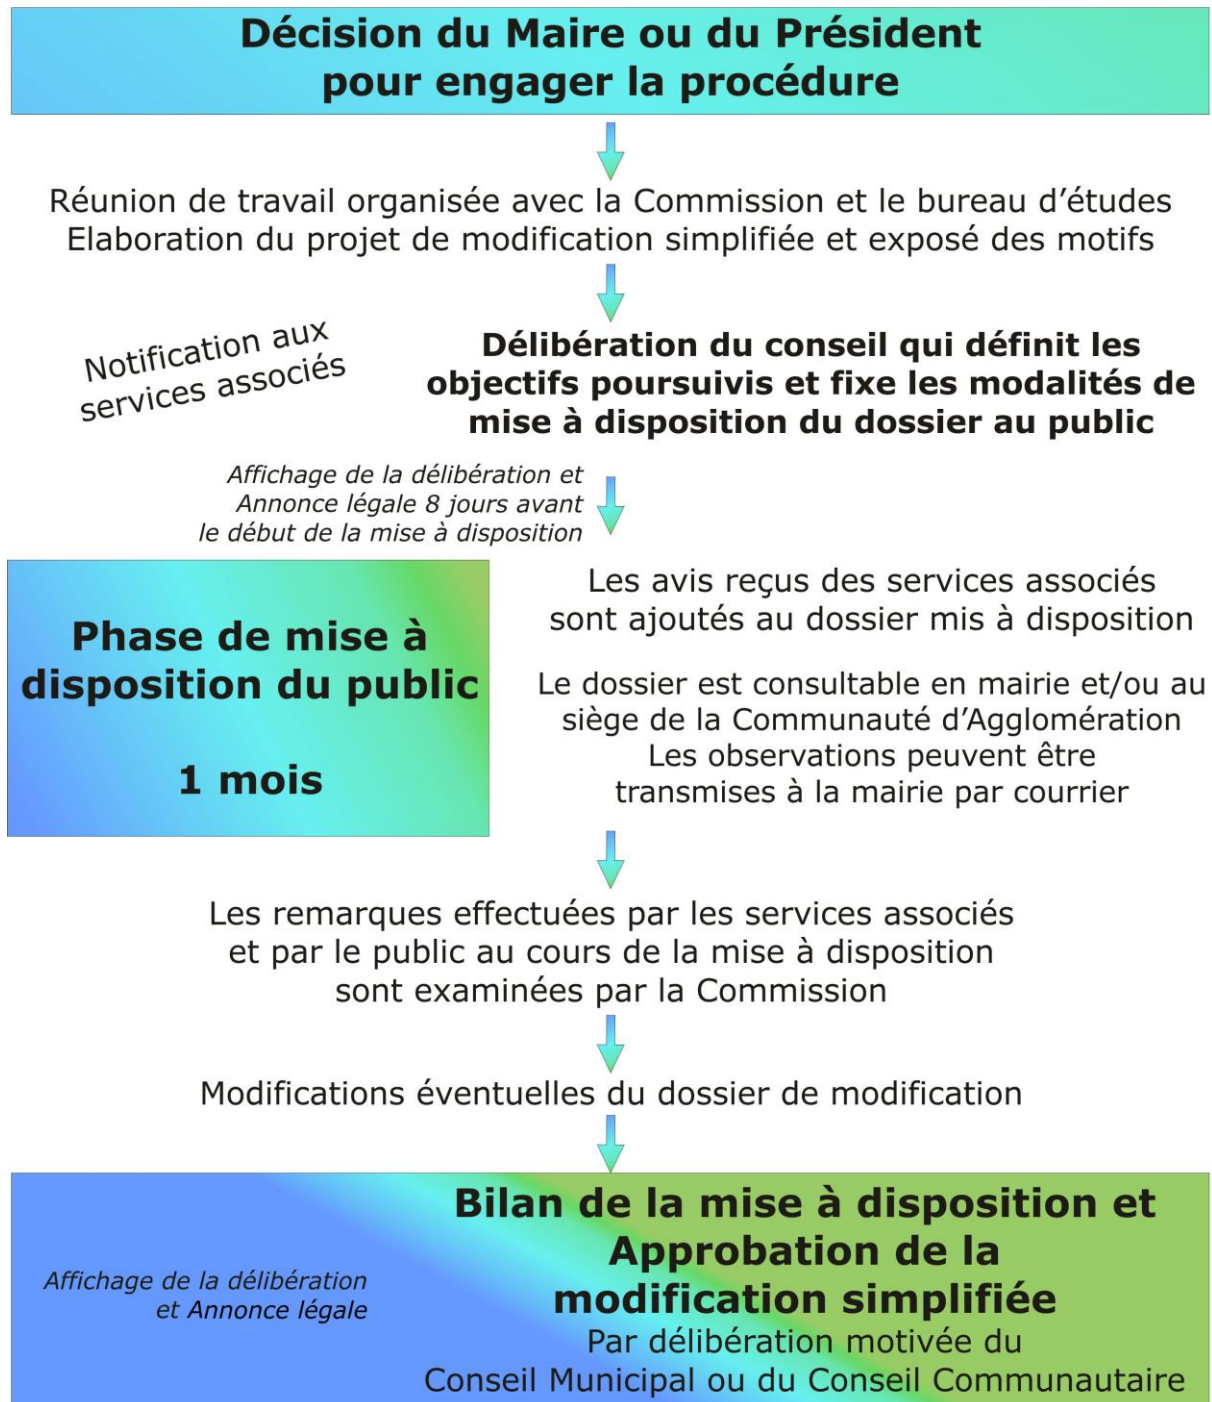 Décision du Maire ou du Président
pour engager la procédure
Réunion de travail organisée avec la Commission et le bureau d'études
Elaboration du projet de modification simplifiée et exposé des motifs
Notification aux
services associés
Délibération du conseil qui définit les
objectifs poursuivis et fixe les modalités de
mise à disposition du dossier au public
Affichage de la délibération et
Annonce légale 8 jours avant
le début de la mise à disposition
Phase de mise à
disposition du public
1 mois
Les avis reçus des services associés
sont ajoutés au dossier mis à disposition
Le dossier est consultable en mairie et/ou au
siège de la Communauté d'Agglomération
Les observations peuvent être
transmises à la mairie par courrier
Les remarques effectuées par les services associés
et par le public au cours de la mise à disposition
sont examinées par la Commission
Modifications éventuelles du dossier de modification
Affichage de la délibération
et Annonce légale
Bilan de la mise à disposition et
Approbation de la
modification simplifiée
Par délibération motivée du
Conseil Municipal ou du Conseil Communautaire